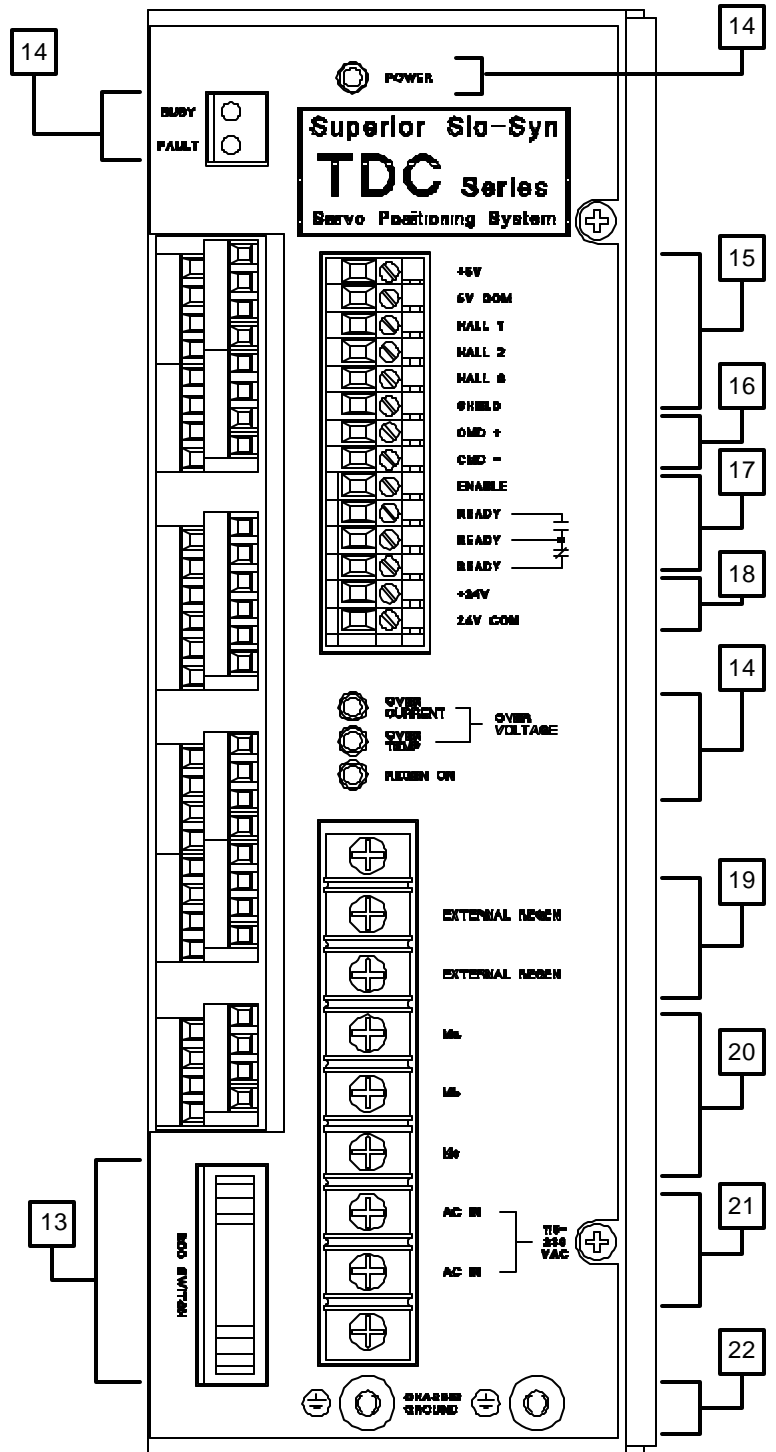 14
14
POWER
BUSY
FAULT
Superior Slo-Syn
TDC Series
Servo Positioning System
15
+5V
5V COM
HALL 1
HALL 2
HALL 3
SHIELD
16
CMD +
CMD -
17
ENABLE
READY
READY
READY
18
+24V
24V COM
14
OVER
CURRENT
OVER
TEMP
OVER
VOLTAGE
REGEN ON
19
EXTERNAL REGEN
EXTERNAL REGEN
20
Ma
Mb
Mc
13
BCD SWITCH
21
AC IN
AC IN
115-
230
VAC
22
CHASSIS
GROUND